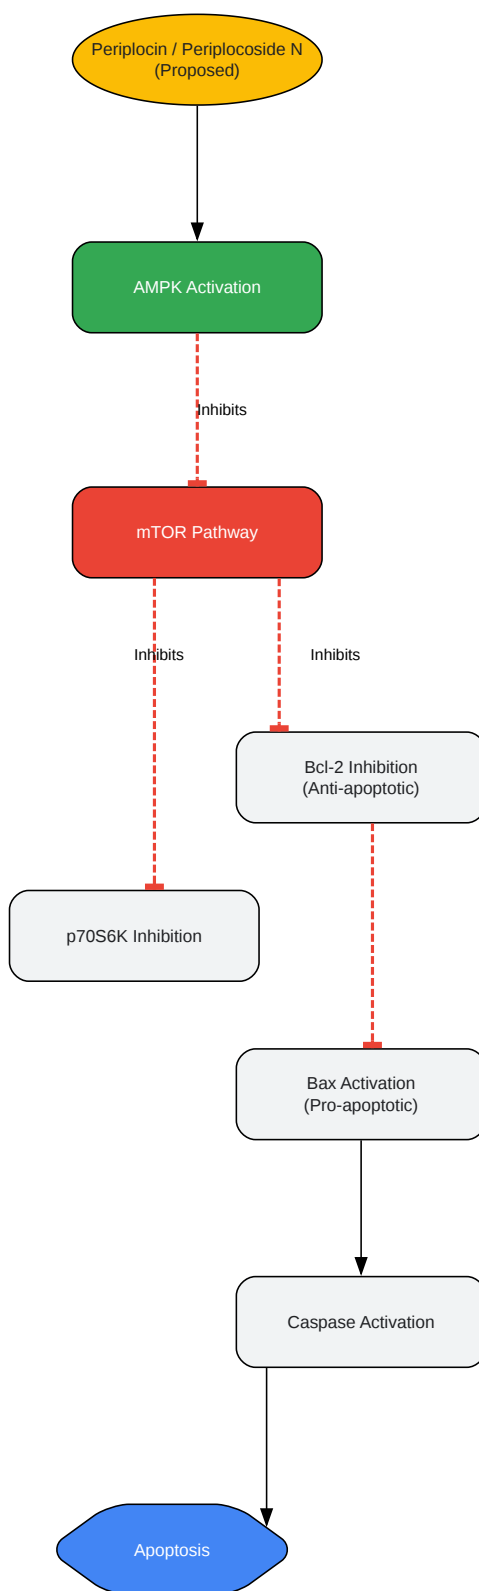 Periplocin / Periplocoside N
(Proposed)
AMPK Activation
Inhibits
mTOR Pathway
Inhibits
Inhibits
Bcl-2 Inhibition
(Anti-apoptotic)
p70S6K Inhibition
Bax Activation
(Pro-apoptotic)
Caspase Activation
Apoptosis